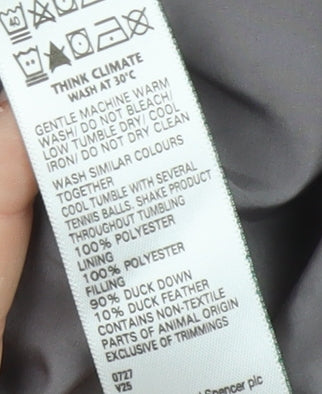 THINK CLIMATE
WASH AT 30°C
GENTLE MACHINE WARM
WASH/ DO NOT BLEACH/
LOW TUMBLE DRY/ COOL
IRON/ DO NOT DRY CLEAN
WASH SIMILAR COLOURS
TOGETHER
COOL TUMBLE WITH SEVERAL
TENNIS BALLS. SHAKE PRODUCT
THROUGHOUT TUMBLING
100% POLYESTER
LINING
100% POLYESTER
FILLING
90% DUCK DOWN
10% DUCK FEATHER
CONTAINS NON-TEXTILE
PARTS OF ANIMAL ORIGIN
EXCLUSIVE OF TRIMMINGS
0727
V25
Spencer plc